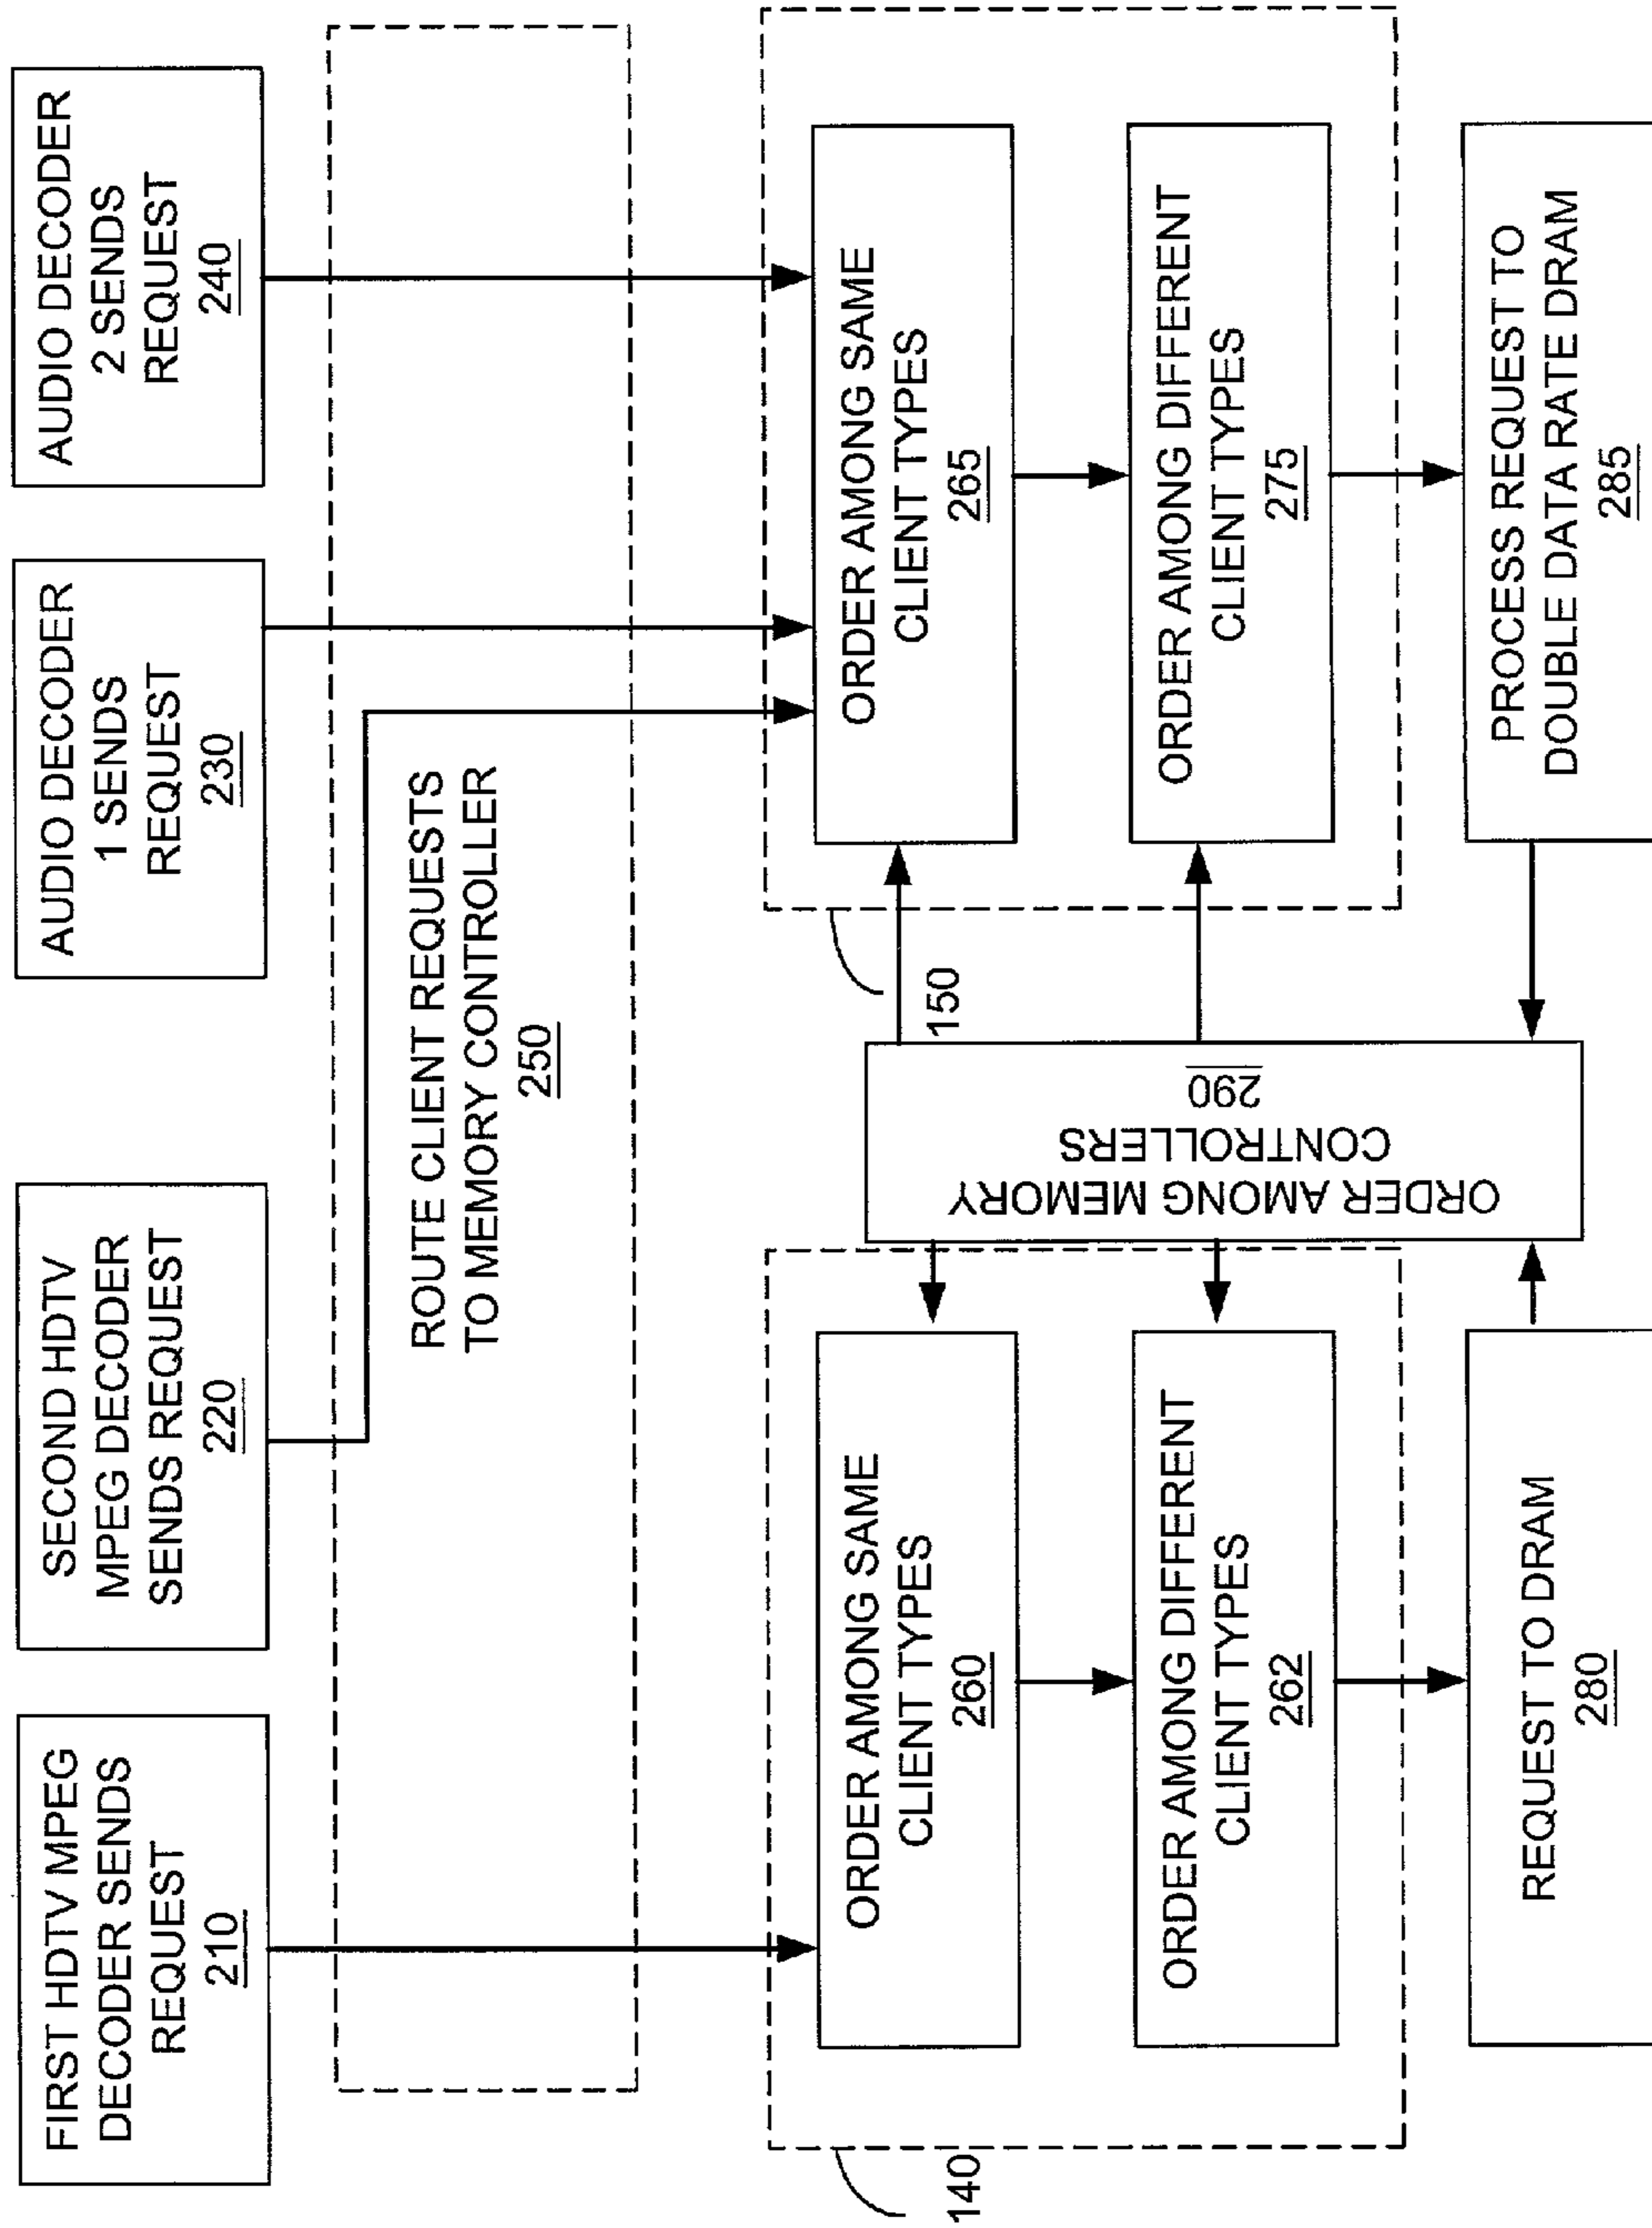 FIRST HDTV MPEG
DECODER SENDS
REQUEST
210
SECOND HDTV
MPEG DECODER
SENDS REQUEST
220
AUDIO DECODER
1 SENDS
REQUEST
230
AUDIO DECODER
2 SENDS
REQUEST
240
ROUTE CLIENT REQUESTS
TO MEMORY CONTROLLER
250
140
ORDER AMONG SAME
CLIENT TYPES
260
ORDER AMONG DIFFERENT
CLIENT TYPES
262
REQUEST TO DRAM
280
ORDER AMONG MEMORY
CONTROLLERS
290
150
ORDER AMONG SAME
CLIENT TYPES
265
ORDER AMONG DIFFERENT
CLIENT TYPES
275
PROCESS REQUEST TO
DOUBLE DATA RATE DRAM
285